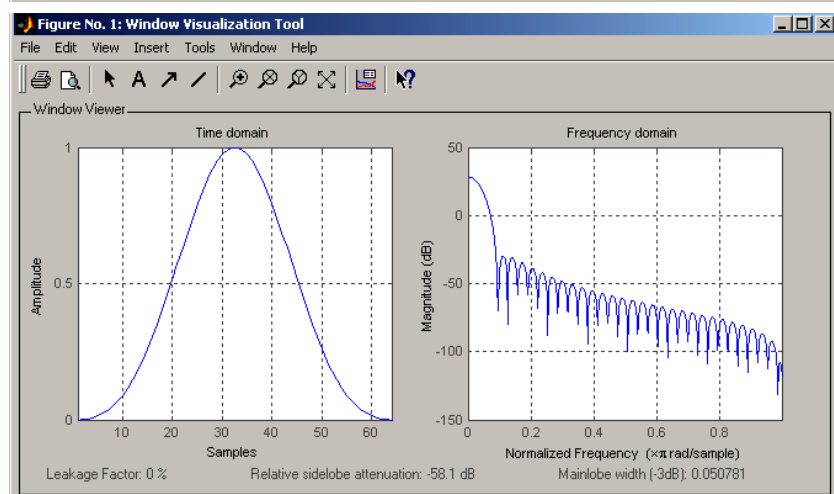 Figure No. 1: Window Visualization Tool
File Edit View Insert Tools Window Help
A
Window Viewer
Time domain
1
0.5
0
Amplitude
10 20 30 40 50 60
Samples
Frequency domain
50
0
-50
-100
-150
Magnitude (dB)
0 0.2 0.4 0.6 0.8
Normalized Frequency (×π rad/sample)
Leakage Factor: 0 % Relative sidelobe attenuation: -58.1 dB Mainlobe width (-3dB): 0.050781